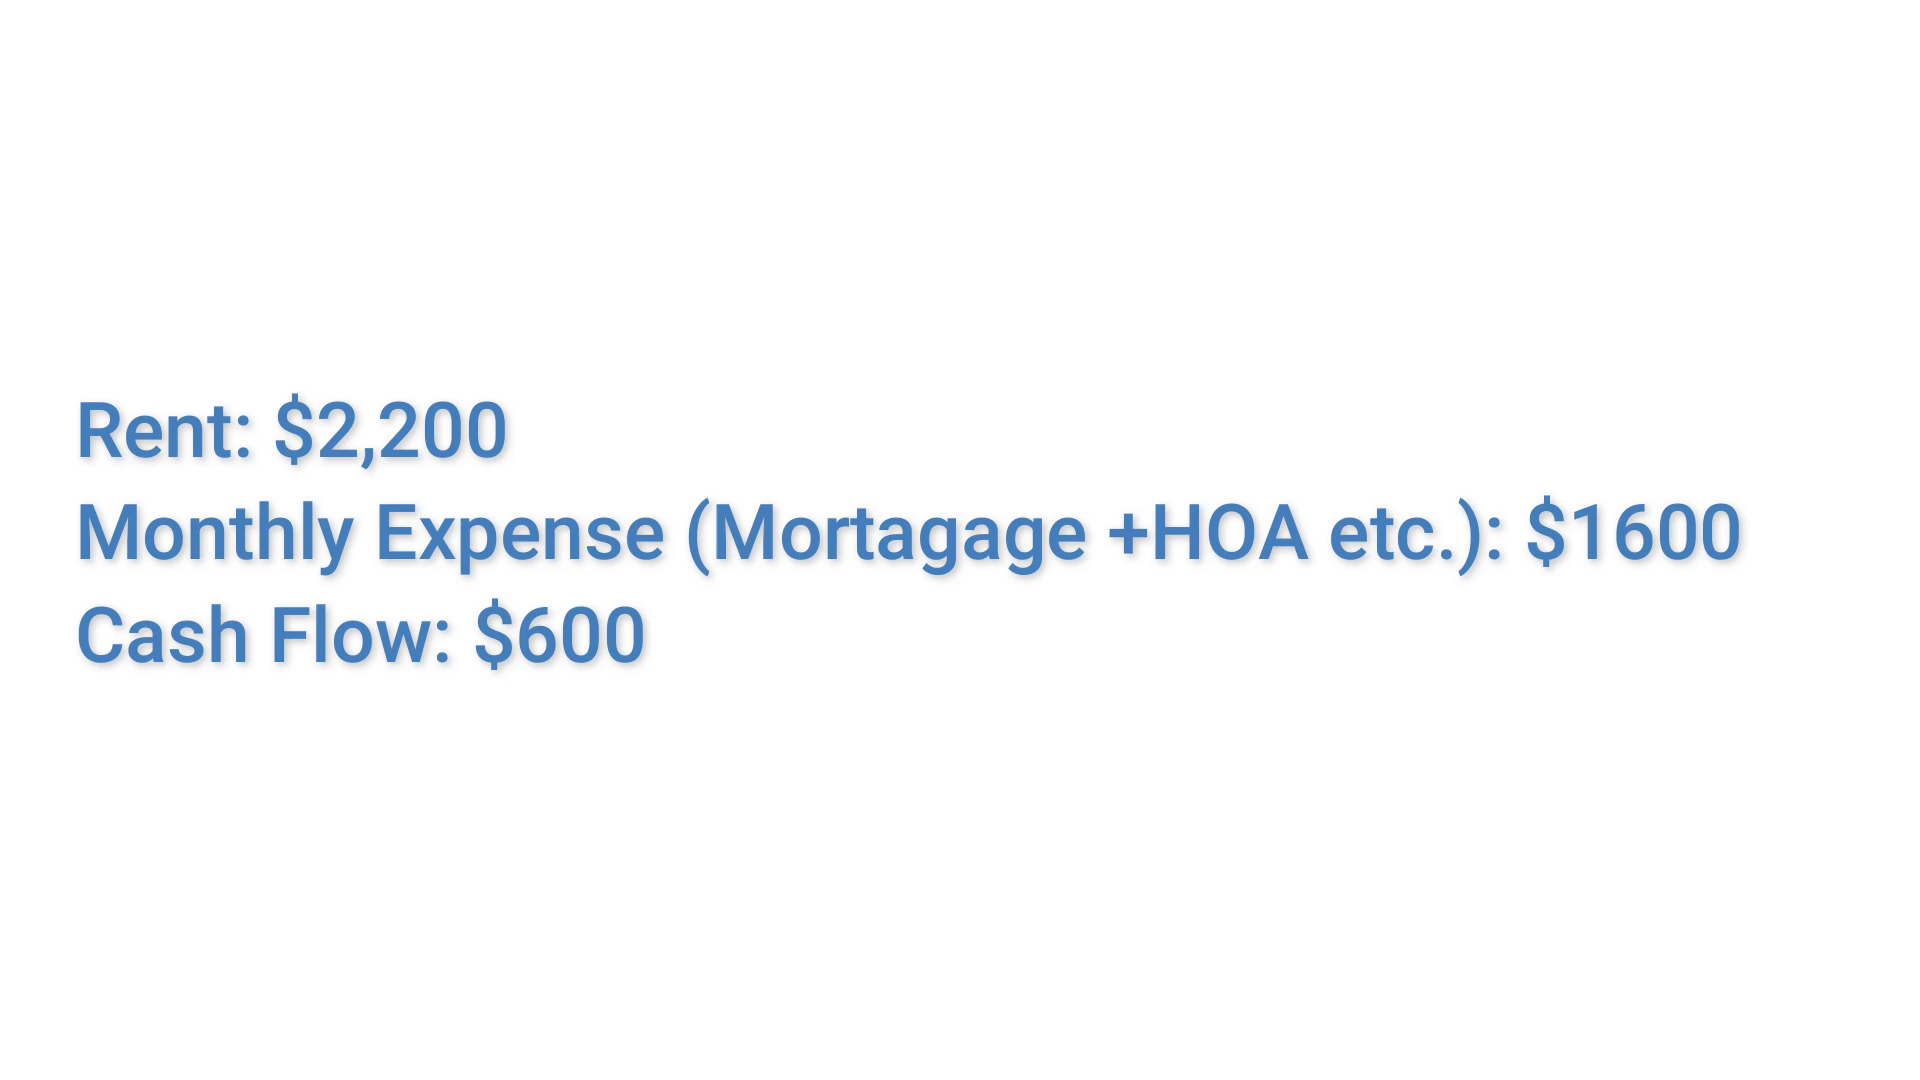 Rent: $2,200
Monthly Expense (Mortagage +HOA etc.): $1600
Cash Flow: $600